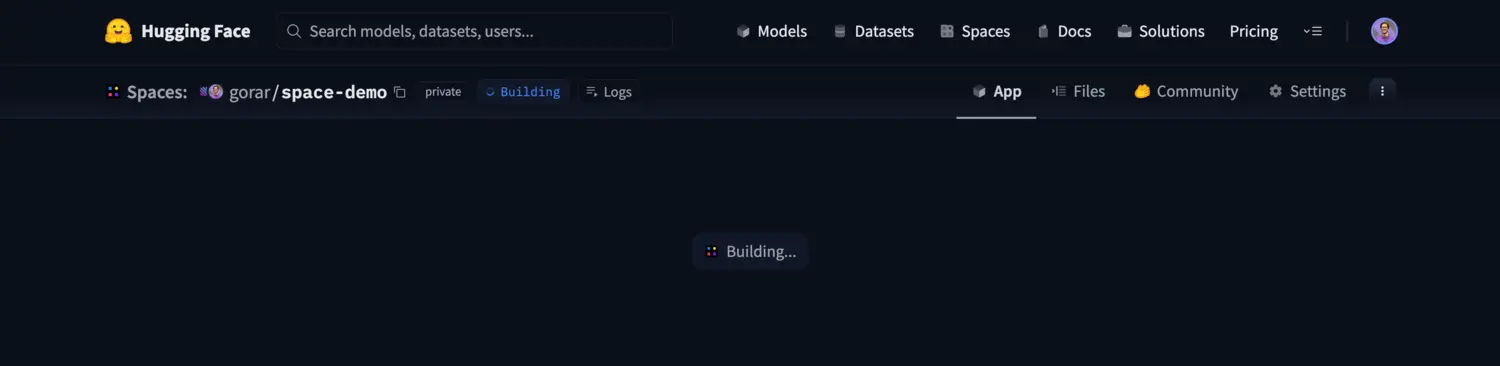 Hugging Face Search models, datasets, users... Models Datasets Spaces Docs Solutions Pricing
Spaces: gorar/space-demo private Building Logs App Files Community Settings
Building...